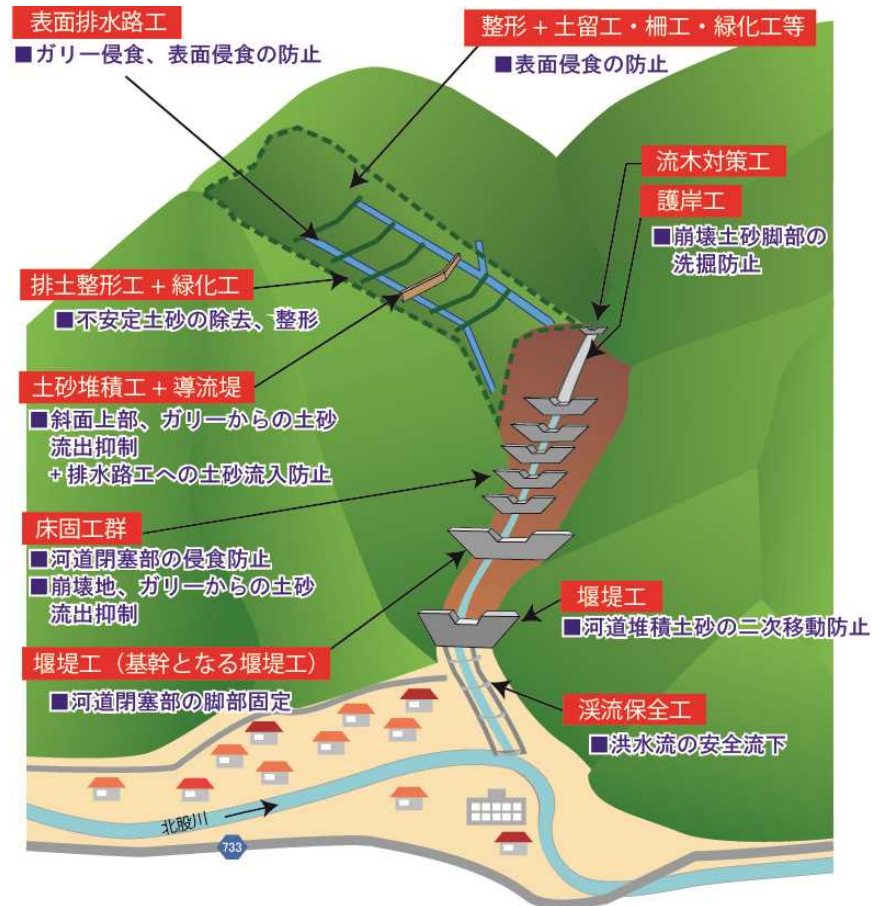 表面排水路工
■ガリー侵食、表面侵食の防止
整形 + 土留工・柵工・緑化工等
■表面侵食の防止
流木対策工
護岸工
■崩壊土砂脚部の
洗掘防止
排土整形工 + 緑化工
■不安定土砂の除去、整形
土砂堆積工 + 導流堤
■斜面上部、ガリーからの土砂
流出抑制
+ 排水路工への土砂流入防止
床固工群
■河道閉塞部の侵食防止
■崩壊地、ガリーからの土砂
流出抑制
堰堤工
■河道堆積土砂の二次移動防止
堰堤工（基幹となる堰堤工）
■河道閉塞部の脚部固定
渓流保全工
■洪水流の安全流下
北股川
733